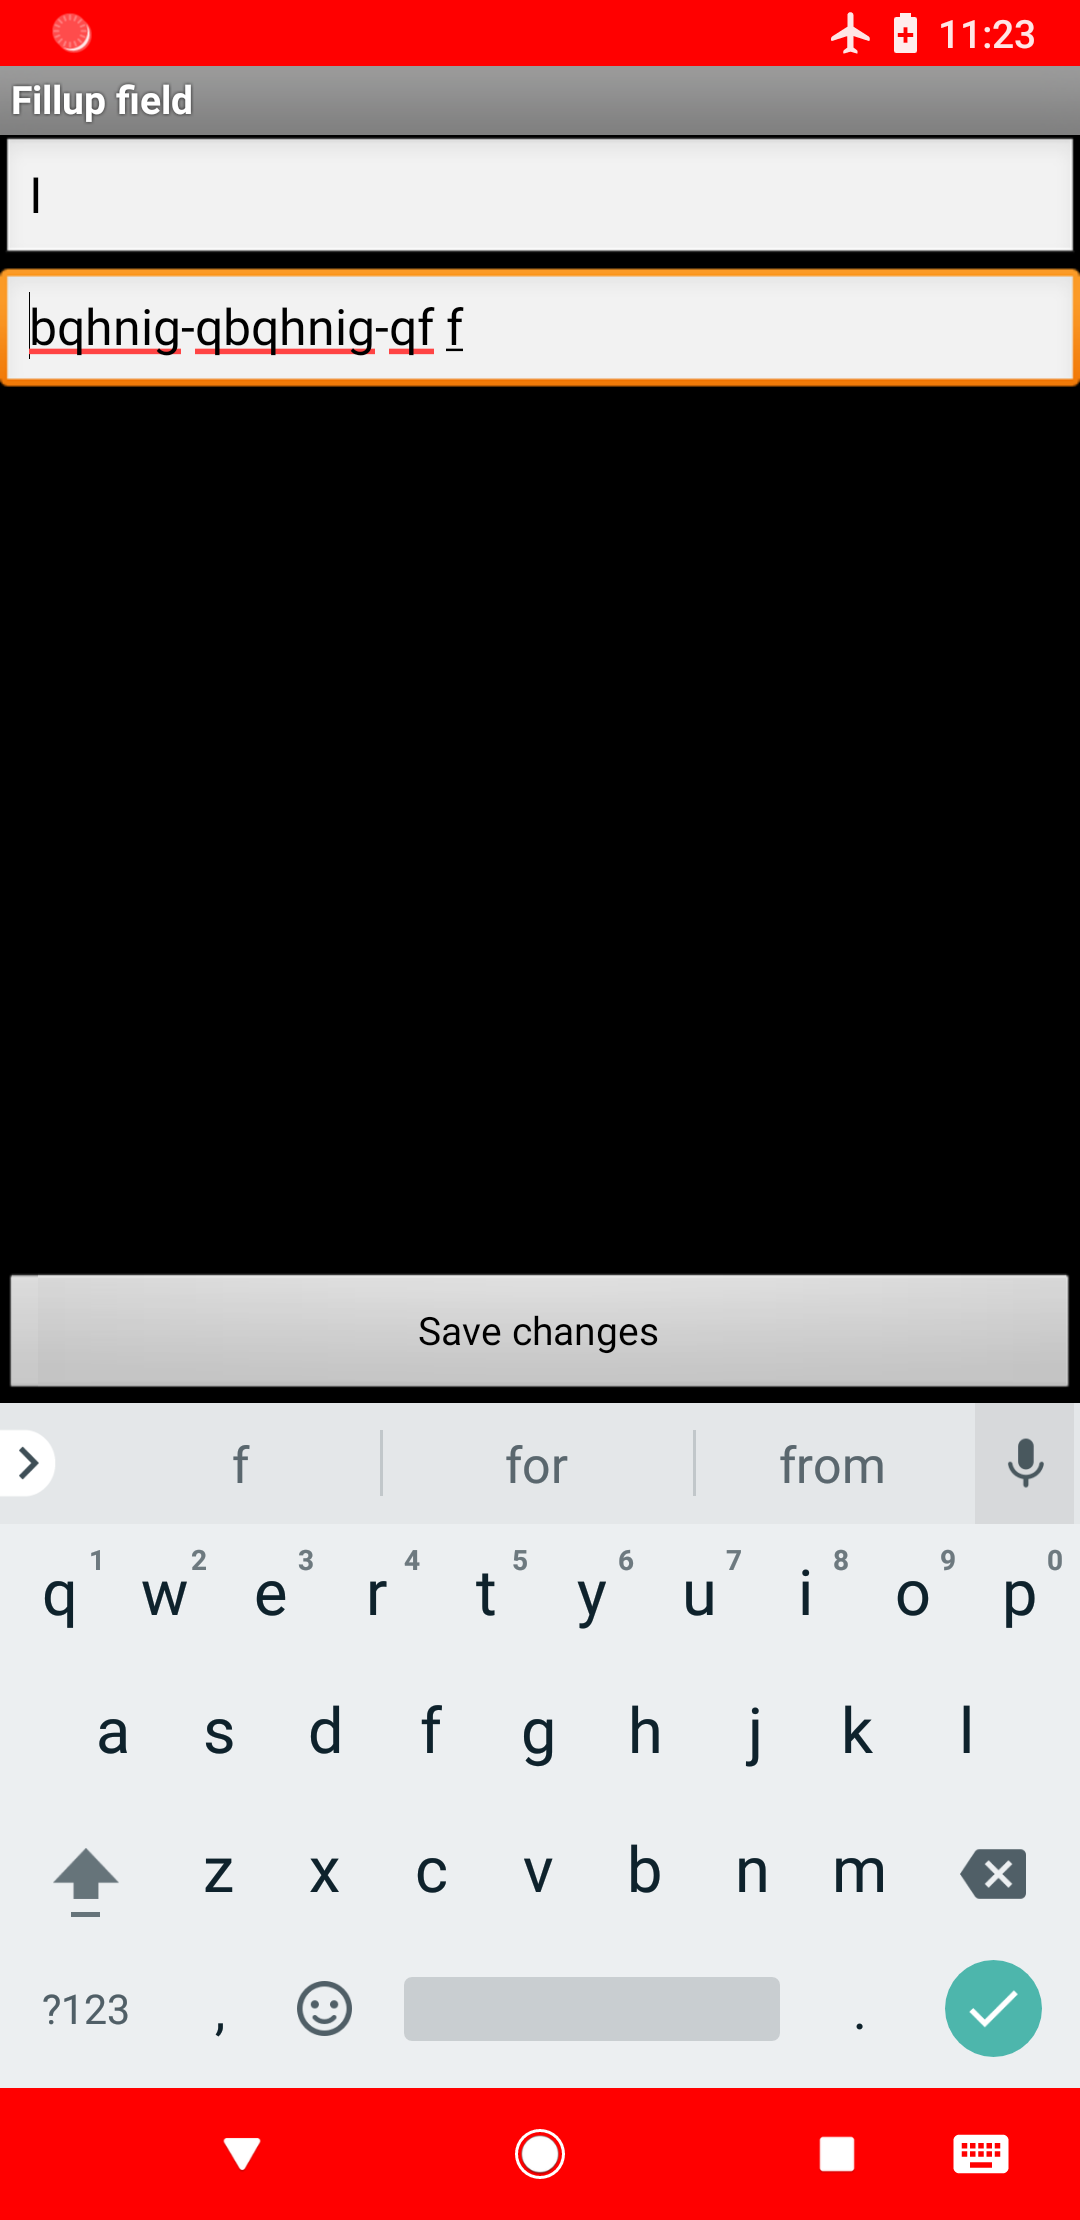 11:23
Fillup field
l
bqhnig-qbqhnig-qf f
Save changes
f for from
1 2 3 4 5 6 7 8 9 0
q w e r t y u i o p
a s d f g h j k l
z x c v b n m
?123 , .